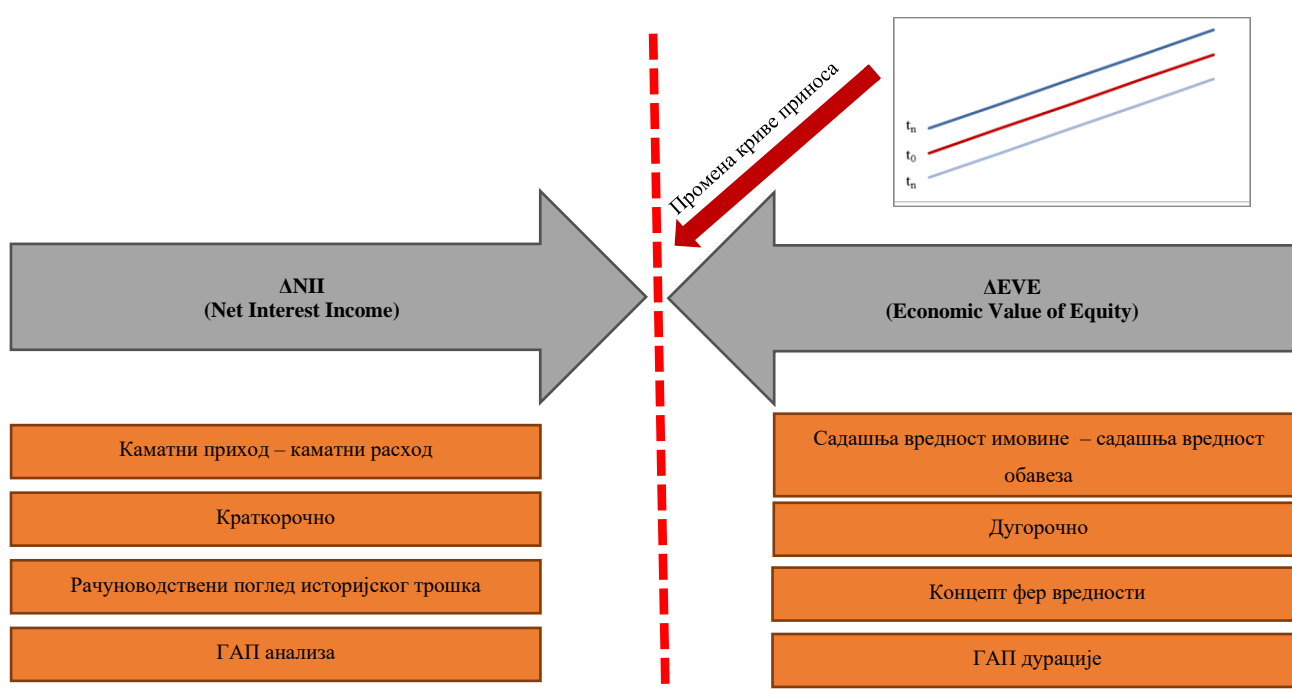 Промена криве приноса
tn
t0
tn
ΔNII
(Net Interest Income)
ΔEVE
(Economic Value of Equity)
Каматни приход – каматни расход
Краткорочно
Рачуноводствени поглед историјског трошка
ГАП анализа
Садашња вредност имовине – садашња вредност
обавеза
Дугорочно
Концепт фер вредности
ГАП дурације